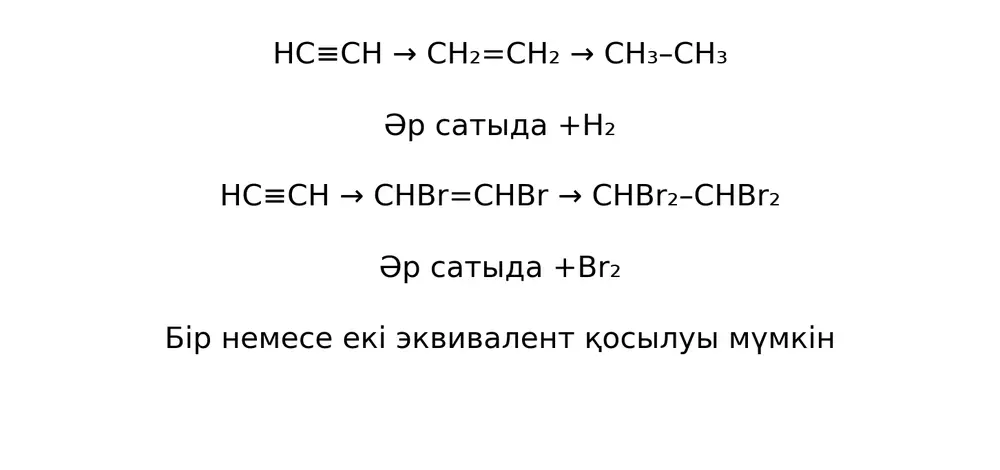 HC≡CH → CH₂=CH₂ → CH₃–CH₃
Әр сатыда +H₂
HC≡CH → CHBr=CHBr → CHBr₂–CHBr₂
Әр сатыда +Br₂
Бір немесе екі эквивалент қосылуы мүмкін